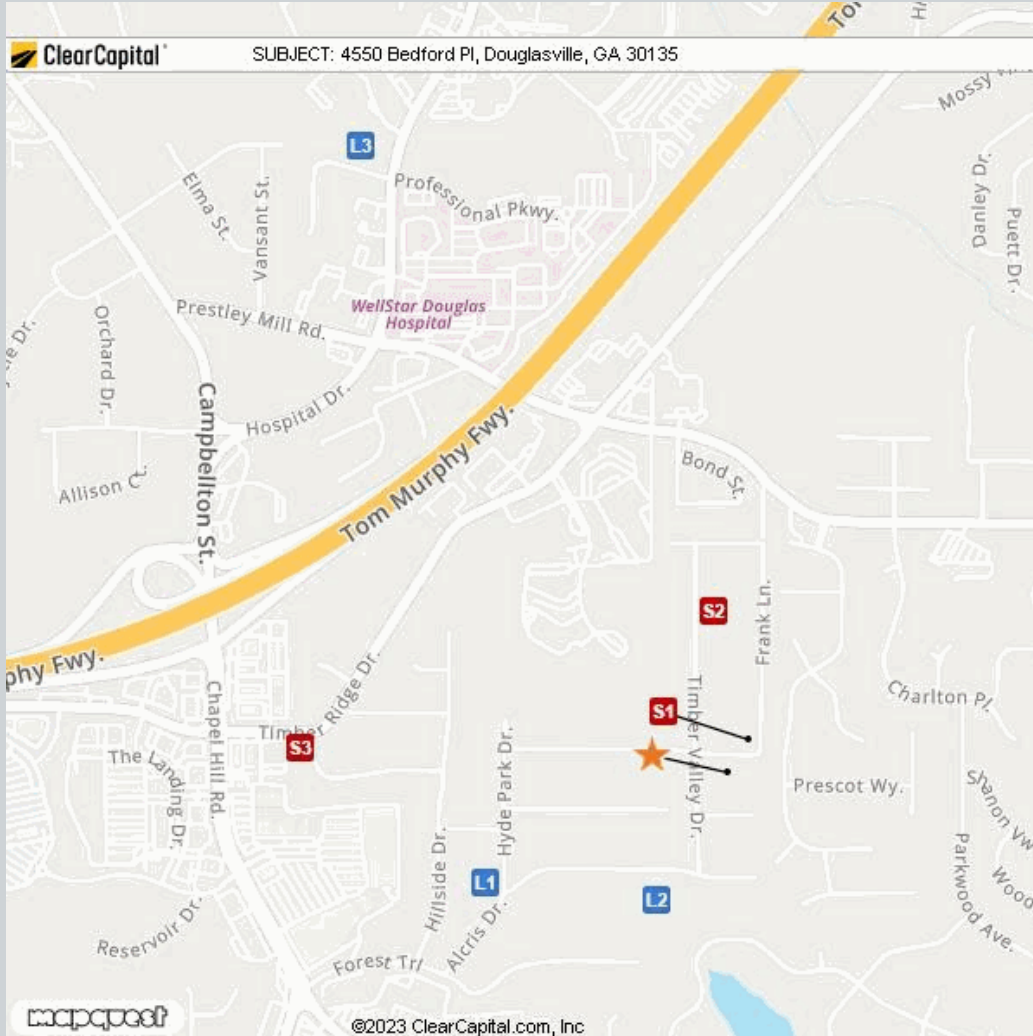 ClearCapital
SUBJECT: 4550 Bedford Pl, Douglasville, GA 30135
L3
Elma St.
Vansant St.
Professional Pkwy.
Danley Dr.
Puett Dr.
WellStar Douglas
Hospital
Prestley Mill Rd.
Orchard Dr.
Hospital Dr.
Campbellton St.
Tom Murphy Fwy.
Allison Ct.
Bond St.
S2
Frank Ln.
phy Fwy.
Chapel Hill Rd.
Timber Ridge Dr.
S1
Timber Valley Dr.
Charlton Pl.
S3
The Landing Dr.
Hyde Park Dr.
Prescot Wy.
Hillside Dr.
L1
L2
Alcris Dr.
Parkwood Ave.
Reservoir Dr.
Forest Trl
mapquest
©2023 ClearCapital.com, Inc